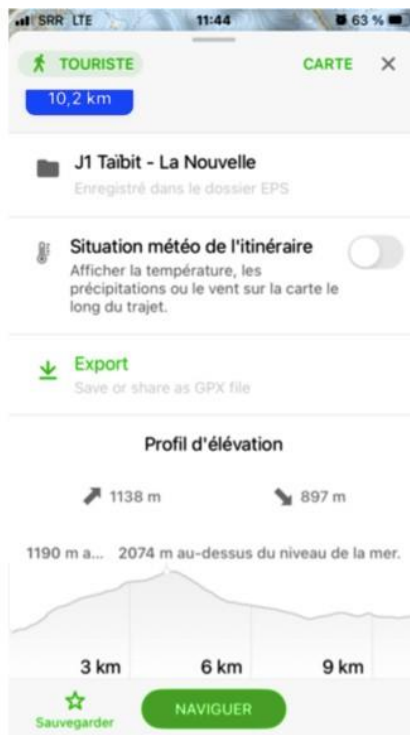 SRR LTE 11:44 63 %
TOURISTE CARTE
10,2 km
J1 Taïbit - La Nouvelle
Enregistré dans le dossier EPS
Situation météo de l'itinéraire
Afficher la température, les
précipitations ou le vent sur la carte le
long du trajet.
Export
Save or share as GPX file
Profil d'élévation
1138 m 897 m
1190 m a... 2074 m au-dessus du niveau de la mer.
3 km 6 km 9 km
Sauvegarder NAVIGUER